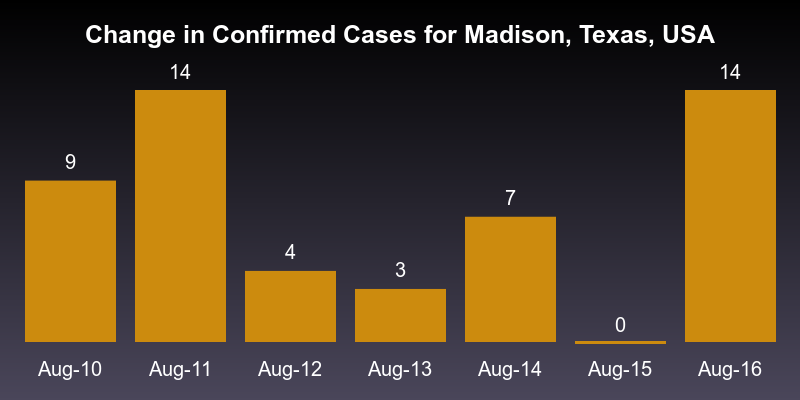 Change in Confirmed Cases for Madison, Texas, USA
9
14
4
3
7
0
14
Aug-10
Aug-11
Aug-12
Aug-13
Aug-14
Aug-15
Aug-16